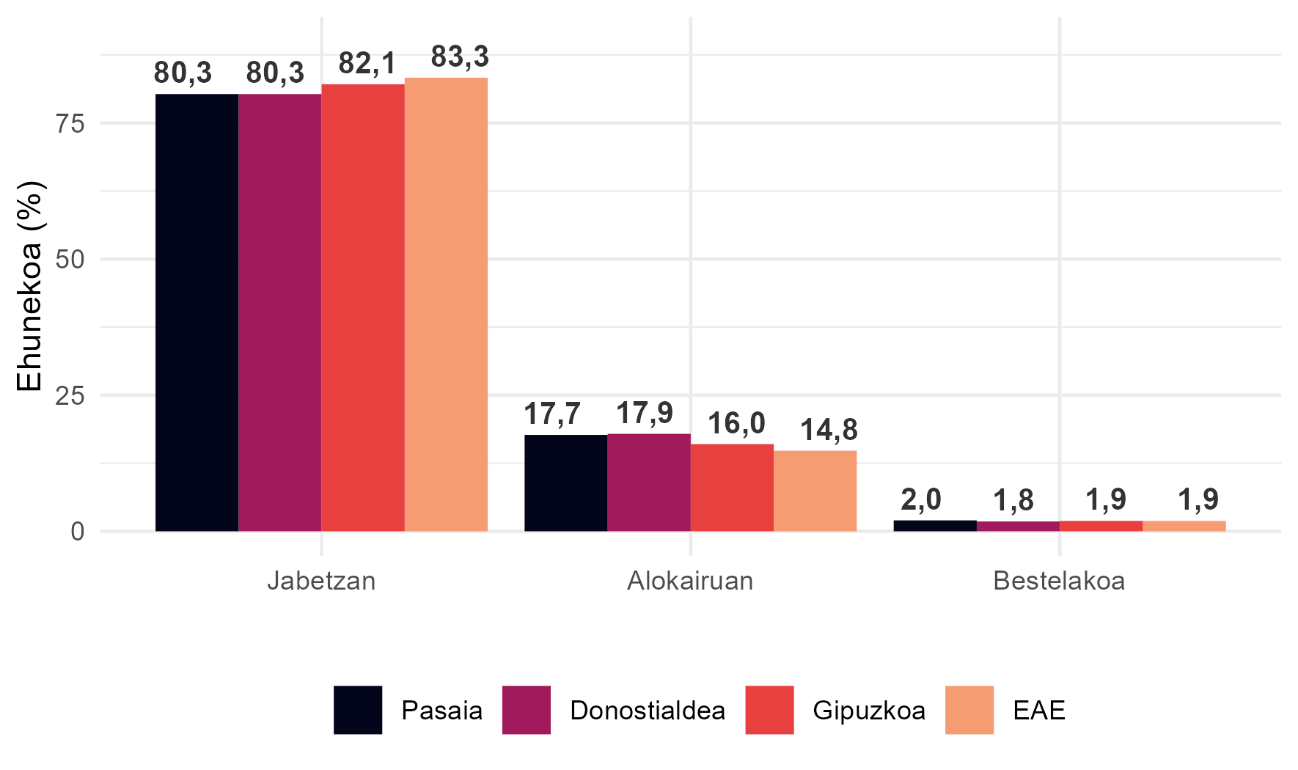 80,3 80,3 82,1 83,3
75
Ehunekoa (%)
50
25
17,7 17,9 16,0 14,8
2,0 1,8 1,9 1,9
0
Jabetzan Alokairuan Bestelakoa
Pasaia Donostialdea Gipuzkoa EAE